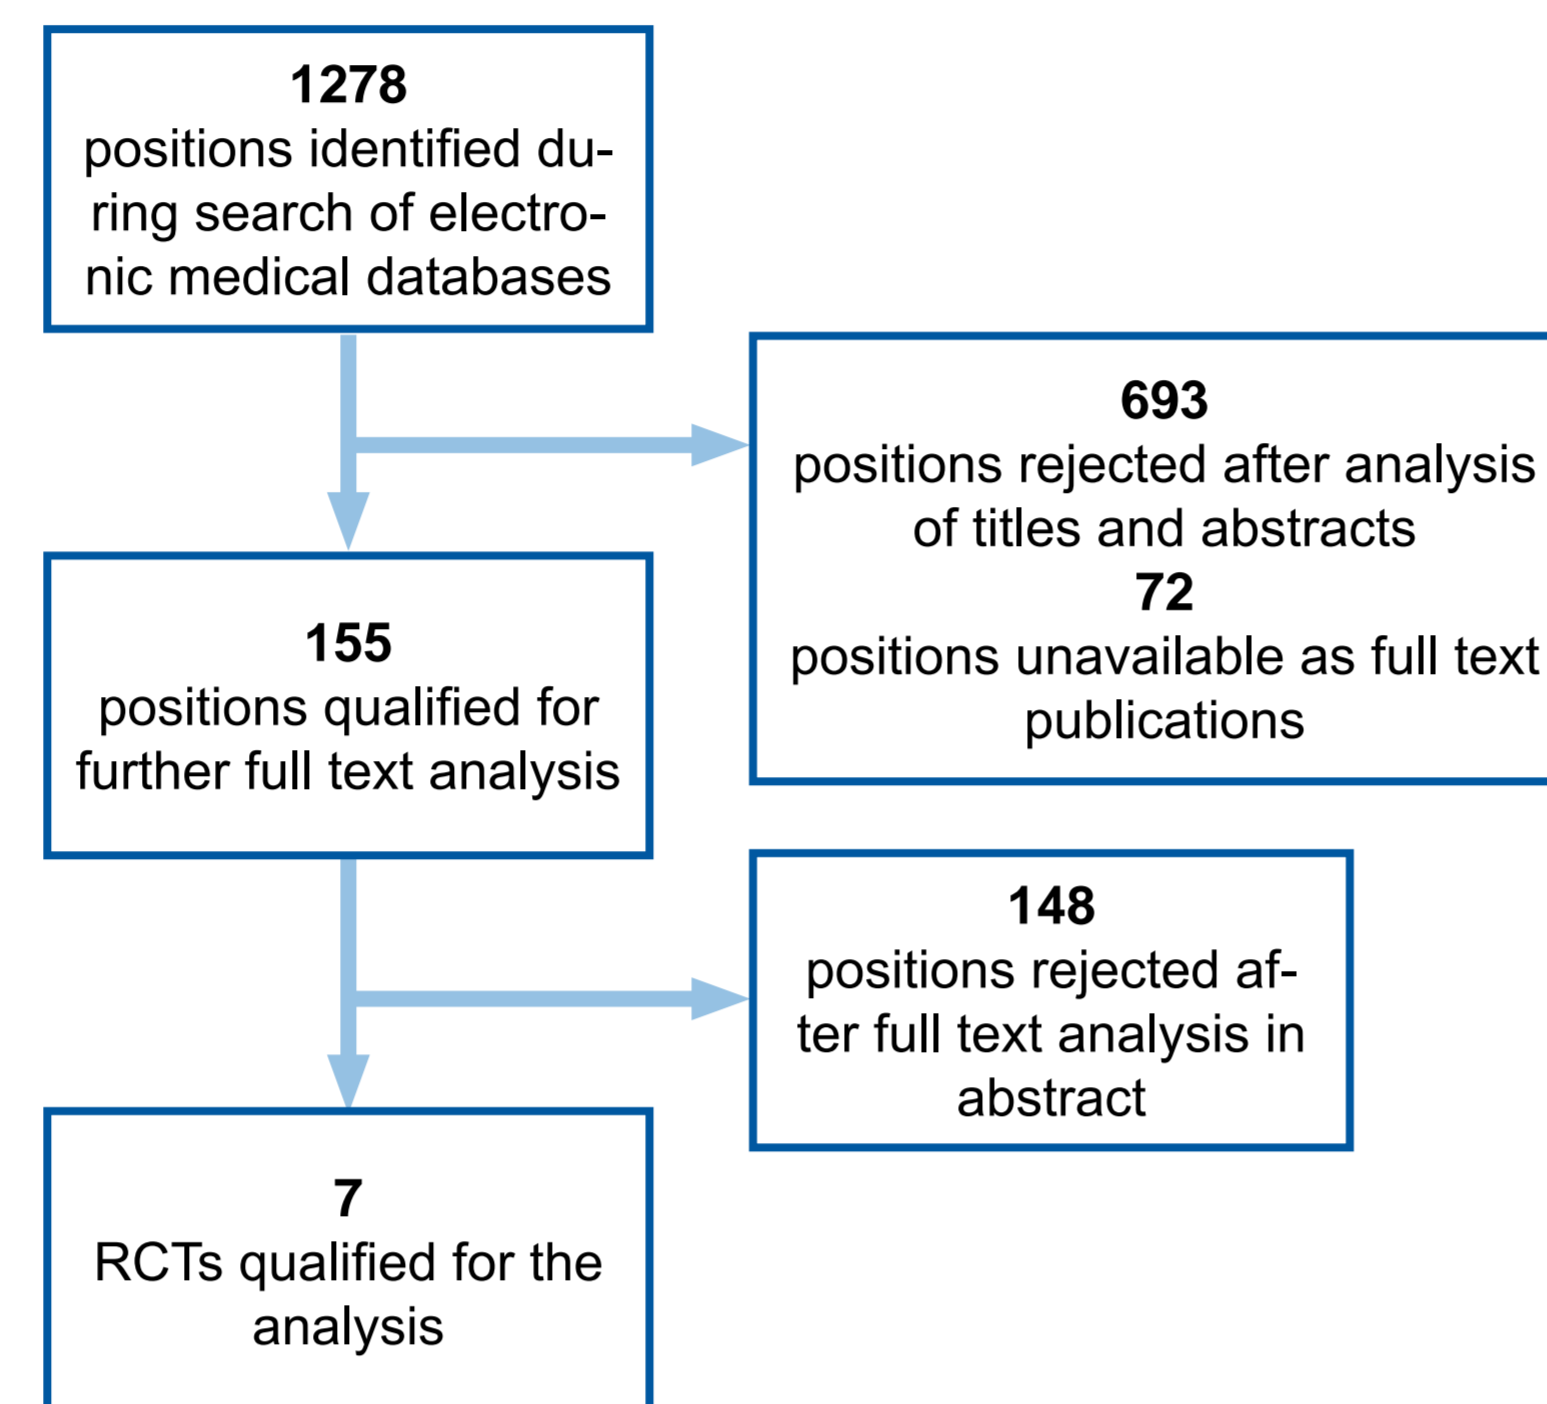 1278
positions identified du-
ring search of electro-
nic medical databases
693
positions rejected after analysis
of titles and abstracts
72
positions unavailable as full text
publications
155
positions qualified for
further full text analysis
148
positions rejected af-
ter full text analysis in
abstract
7
RCTs qualified for the
analysis